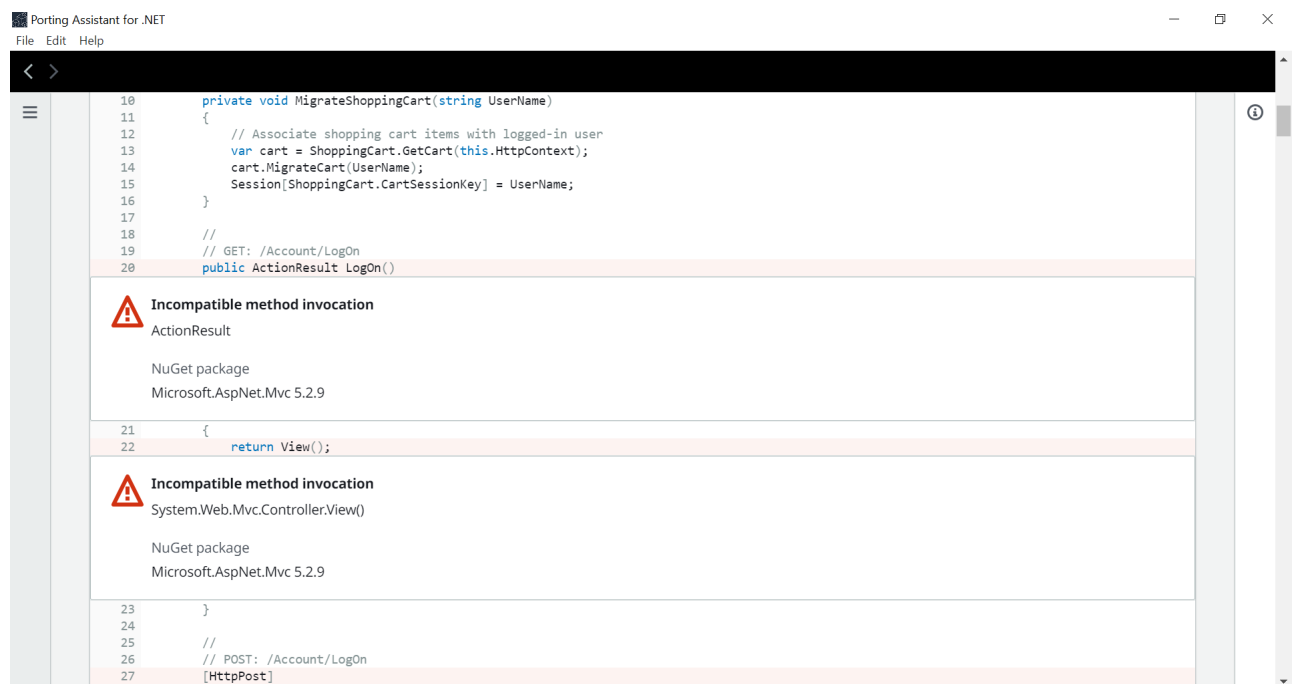 Porting Assistant for .NET
File Edit Help
10 private void MigrateShoppingCart(string UserName)
11 {
12 // Associate shopping cart items with logged-in user
13 var cart = ShoppingCart.GetCart(this.HttpContext);
14 cart.MigrateCart(UserName);
15 Session[ShoppingCart.CartSessionKey] = UserName;
16 }
17
18 //
19 // GET: /Account/LogOn
20 public ActionResult LogOn()
Incompatible method invocation
ActionResult
NuGet package
Microsoft.AspNet.Mvc 5.2.9
21 {
22 return View();
Incompatible method invocation
System.Web.Mvc.Controller.View()
NuGet package
Microsoft.AspNet.Mvc 5.2.9
23 }
24
25 //
26 // POST: /Account/LogOn
27 [HttpPost]